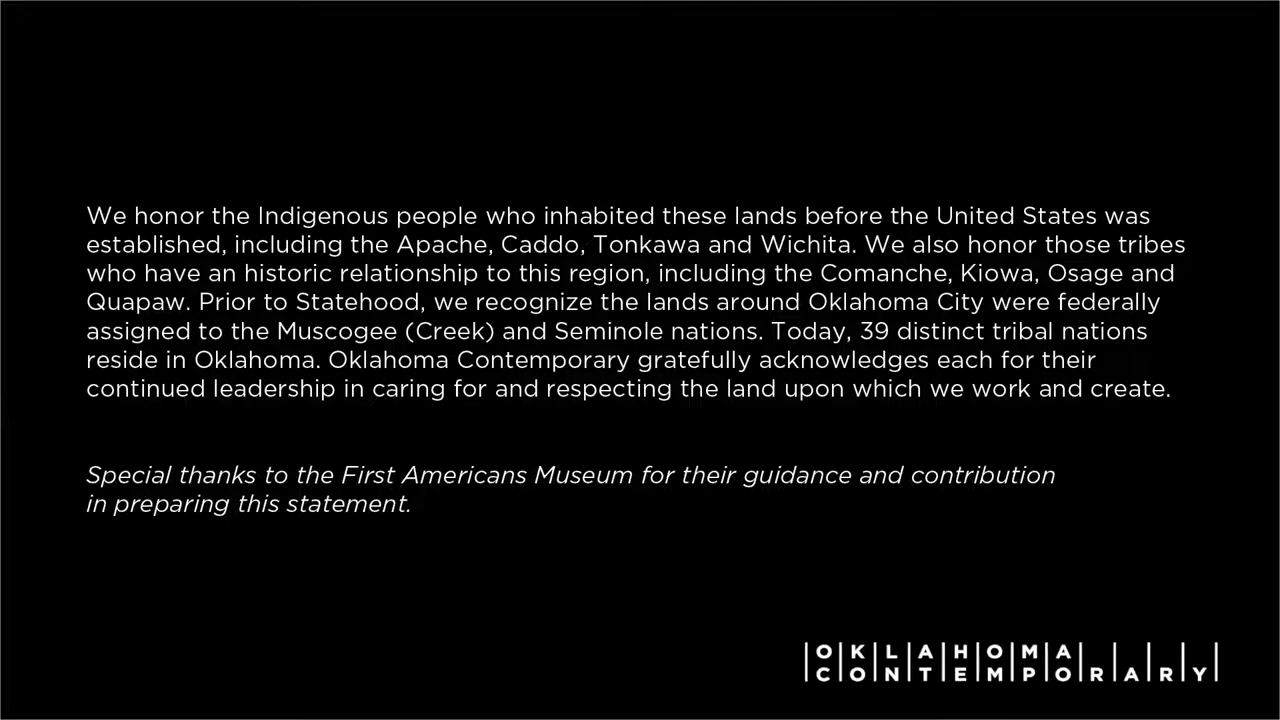 We honor the Indigenous people who inhabited these lands before the United States was
established, including the Apache, Caddo, Tonkawa and Wichita. We also honor those tribes
who have an historic relationship to this region, including the Comanche, Kiowa, Osage and
Quapaw. Prior to Statehood, we recognize the lands around Oklahoma City were federally
assigned to the Muscogee (Creek) and Seminole nations. Today, 39 distinct tribal nations
reside in Oklahoma. Oklahoma Contemporary gratefully acknowledges each for their
continued leadership in caring for and respecting the land upon which we work and create.
Special thanks to the First Americans Museum for their guidance and contribution
in preparing this statement.
OKLAHOMA
CONTEMPORARY